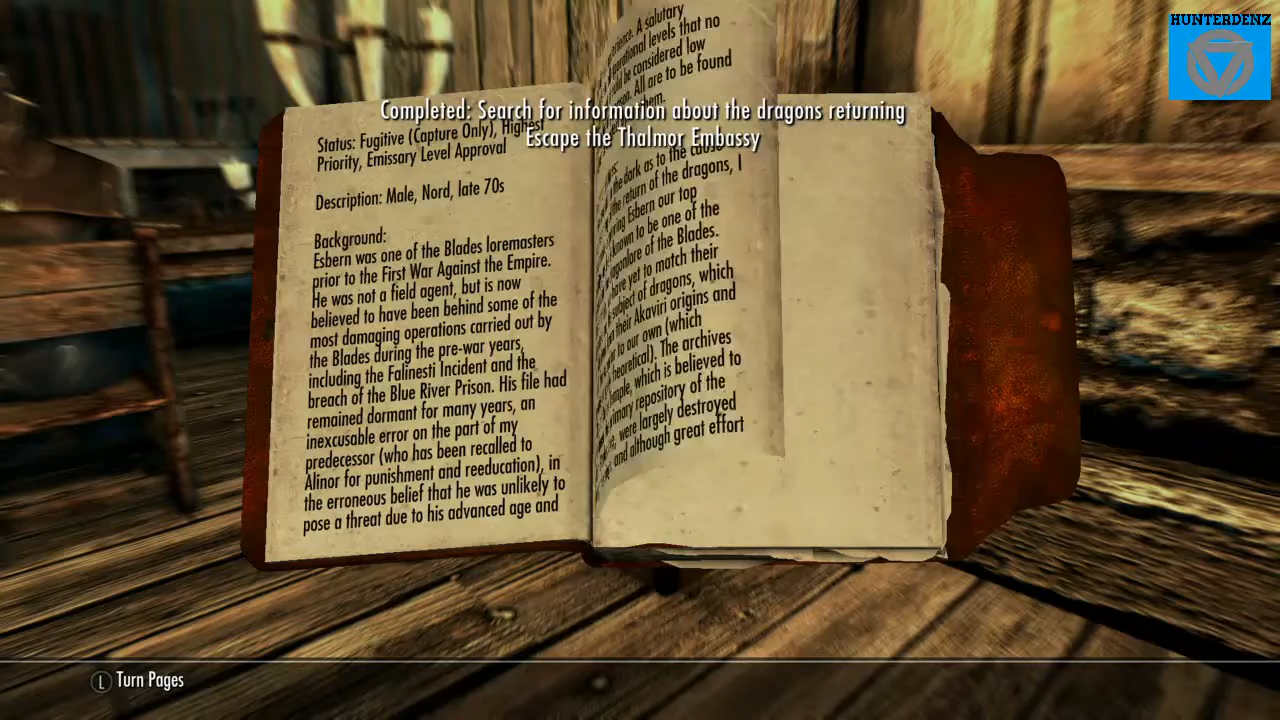 HUNTERDENZ
Completed: Search for information about the dragons returning
Escape the Thalmor Embassy
Status: Fugitive (Capture Only), Highest
Priority, Emissary Level Approval
Description: Male, Nord, late 70s
Background:
Esbern was one of the Blades loremasters
prior to the First War Against the Empire.
He was not a field agent, but is now
believed to have been behind some of the
most damaging operations carried out by
the Blades during the pre-war years,
including the Falinesti Incident and the
breach of the Blue River Prison. His file had
remained dormant for many years, an
inexcusable error on the part of my
predecessor (who has been recalled to
Alinor for punishment and reeducation), in
the erroneous belief that he was unlikely to
pose a threat due to his advanced age and
A salutary
levels that no
be considered low
All are to be found
dark as to the cause
the return of the dragons, I
Esbern our top
known to be one of the
of the Blades.
have yet to match their
subject of dragons, which
their Akaviri origins and
to our own (which
theoretical). The archives
which is believed to
repository of the
were largely destroyed
and although great effort
L Turn Pages